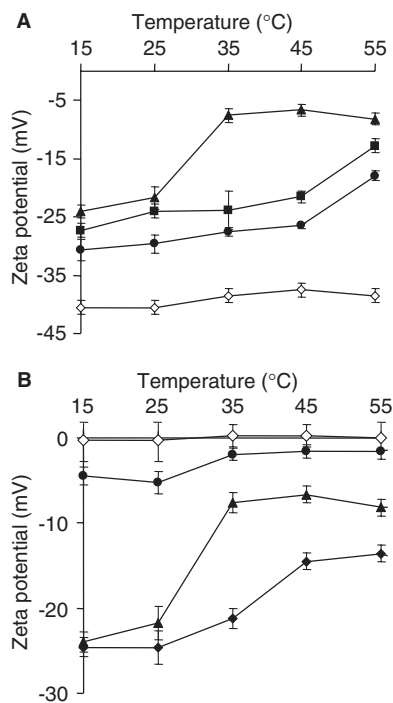 A
Temperature (°C)
15 25 35 45 55
-5
-15
-25
-35
-45
Zeta potential (mV)
B
Temperature (°C)
15 25 35 45 55
0
-10
-20
-30
Zeta potential (mV)